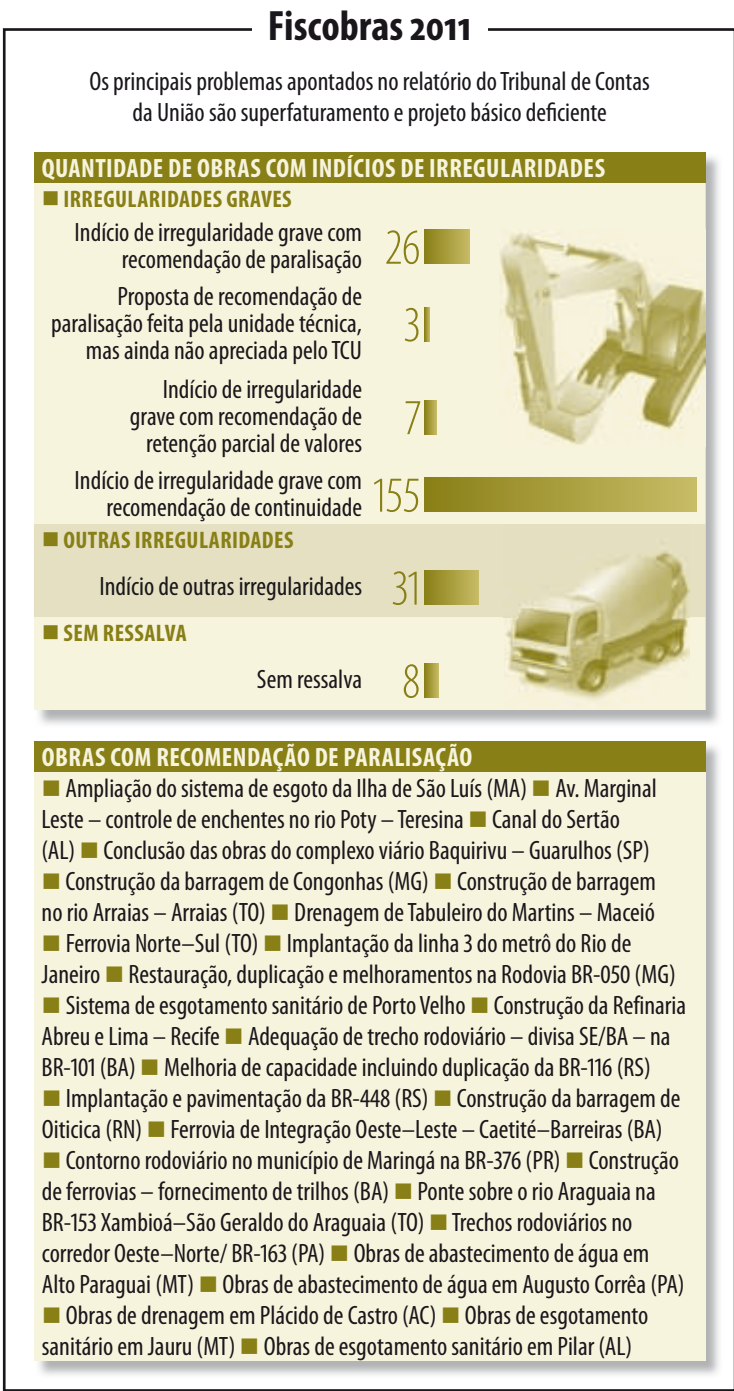 Fiscobras 2011
Os principais problemas apontados no relatório do Tribunal de Contas
da União são superfaturamento e projeto básico deficiente
QUANTIDADE DE OBRAS COM INDÍCIOS DE IRREGULARIDADES
■ IRREGULARIDADES GRAVES
Indício de irregularidade grave com
recomendação de paralisação
26
Proposta de recomendação de
paralisação feita pela unidade técnica,
mas ainda não apreciada pelo TCU
3
Indício de irregularidade
grave com recomendação de
retenção parcial de valores
7
Indício de irregularidade grave com
recomendação de continuidade
155
■ OUTRAS IRREGULARIDADES
Indício de outras irregularidades
31
■ SEM RESSALVA
Sem ressalva
8
OBRAS COM RECOMENDAÇÃO DE PARALISAÇÃO
■ Ampliação do sistema de esgoto da Ilha de São Luís (MA) ■ Av. Marginal
Leste – controle de enchentes no rio Poty – Teresina ■ Canal do Sertão
(AL) ■ Conclusão das obras do complexo viário Baquirivu – Guarulhos (SP)
■ Construção da barragem de Congonhas (MG) ■ Construção de barragem
no rio Arraias – Arraias (TO) ■ Drenagem de Tabuleiro do Martins – Maceió
■ Ferrovia Norte–Sul (TO) ■ Implantação da linha 3 do metrô do Rio de
Janeiro ■ Restauração, duplicação e melhoramentos na Rodovia BR-050 (MG)
■ Sistema de esgotamento sanitário de Porto Velho ■ Construção da Refinaria
Abreu e Lima – Recife ■ Adequação de trecho rodoviário – divisa SE/BA – na
BR-101 (BA) ■ Melhoria de capacidade incluindo duplicação da BR-116 (RS)
■ Implantação e pavimentação da BR-448 (RS) ■ Construção da barragem de
Oiticica (RN) ■ Ferrovia de Integração Oeste–Leste – Caetité–Barreiras (BA)
■ Contorno rodoviário no município de Maringá na BR-376 (PR) ■ Construção
de ferrovias – fornecimento de trilhos (BA) ■ Ponte sobre o rio Araguaia na
BR-153 Xambioá–São Geraldo do Araguaia (TO) ■ Trechos rodoviários no
corredor Oeste–Norte/ BR-163 (PA) ■ Obras de abastecimento de água em
Alto Paraguai (MT) ■ Obras de abastecimento de água em Augusto Corrêa (PA)
■ Obras de drenagem em Plácido de Castro (AC) ■ Obras de esgotamento
sanitário em Jauru (MT) ■ Obras de esgotamento sanitário em Pilar (AL)